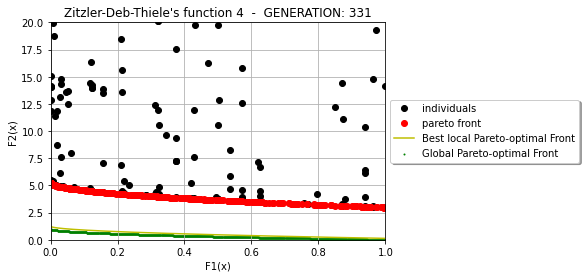 Zitzler-Deb-Thiele's function 4 - GENERATION: 331
20.0
17.5
15.0
12.5
10.0
7.5
5.0
2.5
0.0
F2(x)
0.0 0.2 0.4 0.6 0.8 1.0
F1(x)
individuals
pareto front
Best local Pareto-optimal Front
Global Pareto-optimal Front